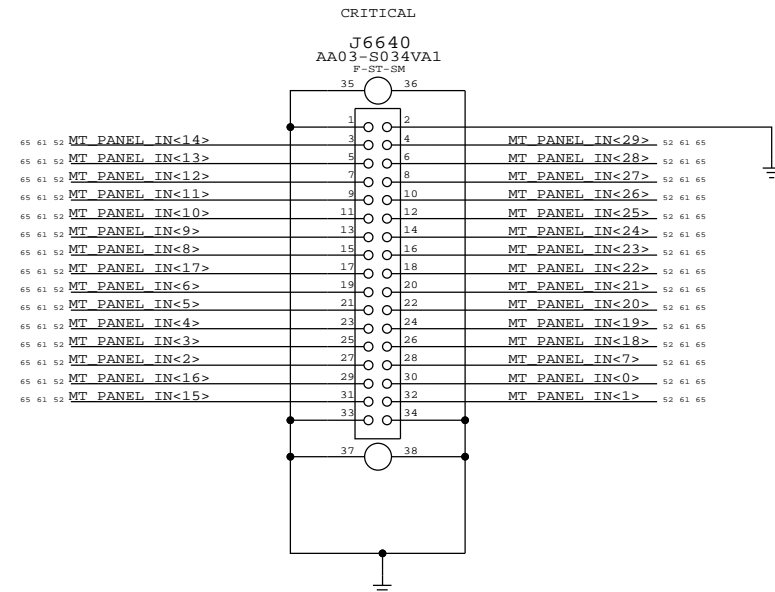 CRITICAL
J6640
AA03-S034VA1
F-ST-SM
35 36
1 2
65 61 52 MT_PANEL_IN<14> 3 4 MT_PANEL_IN<29> 52 61 65
65 61 52 MT_PANEL_IN<13> 5 6 MT_PANEL_IN<28> 52 61 65
65 61 52 MT_PANEL_IN<12> 7 8 MT_PANEL_IN<27> 52 61 65
65 61 52 MT_PANEL_IN<11> 9 10 MT_PANEL_IN<26> 52 61 65
65 61 52 MT_PANEL_IN<10> 11 12 MT_PANEL_IN<25> 52 61 65
65 61 52 MT_PANEL_IN<9> 13 14 MT_PANEL_IN<24> 52 61 65
65 61 52 MT_PANEL_IN<8> 15 16 MT_PANEL_IN<23> 52 61 65
65 61 52 MT_PANEL_IN<17> 17 18 MT_PANEL_IN<22> 52 61 65
65 61 52 MT_PANEL_IN<6> 19 20 MT_PANEL_IN<21> 52 61 65
65 61 52 MT_PANEL_IN<5> 21 22 MT_PANEL_IN<20> 52 61 65
65 61 52 MT_PANEL_IN<4> 23 24 MT_PANEL_IN<19> 52 61 65
65 61 52 MT_PANEL_IN<3> 25 26 MT_PANEL_IN<18> 52 61 65
65 61 52 MT_PANEL_IN<2> 27 28 MT_PANEL_IN<7> 52 61 65
65 61 52 MT_PANEL_IN<16> 29 30 MT_PANEL_IN<0> 52 61 65
65 61 52 MT_PANEL_IN<15> 31 32 MT_PANEL_IN<1> 52 61 65
33 34
37 38